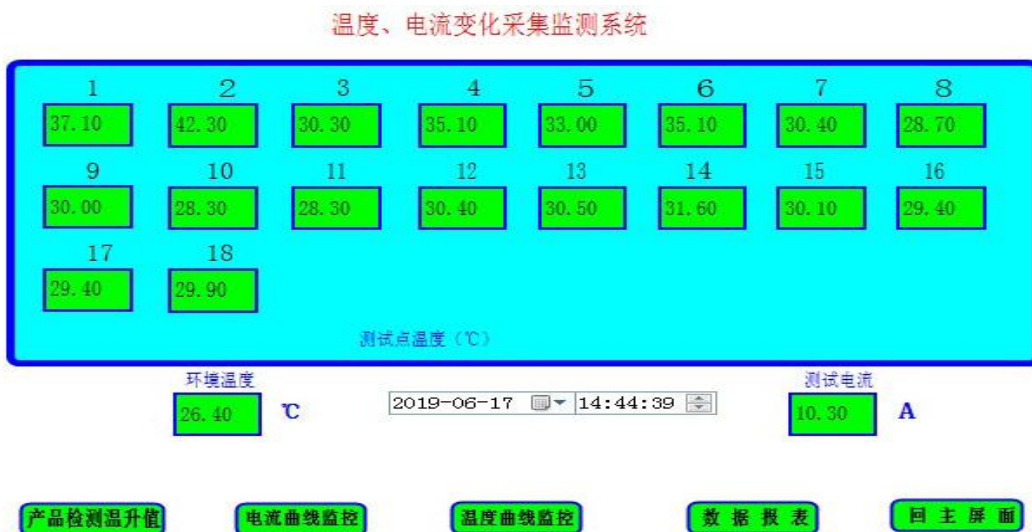 温度、电流变化采集监测系统
1 2 3 4 5 6 7 8
37.10 42.30 30.30 35.10 33.00 35.10 30.40 28.70
9 10 11 12 13 14 15 16
30.00 28.30 28.30 30.40 30.50 31.60 30.10 29.40
17 18
29.40 29.90
测试点温度（℃）
环境温度 测试电流
26.40 ℃ 2019-06-17 14:44:39 10.30 A
产品检测温升值 电流曲线监控 温度曲线监控 数据报表 回主屏面